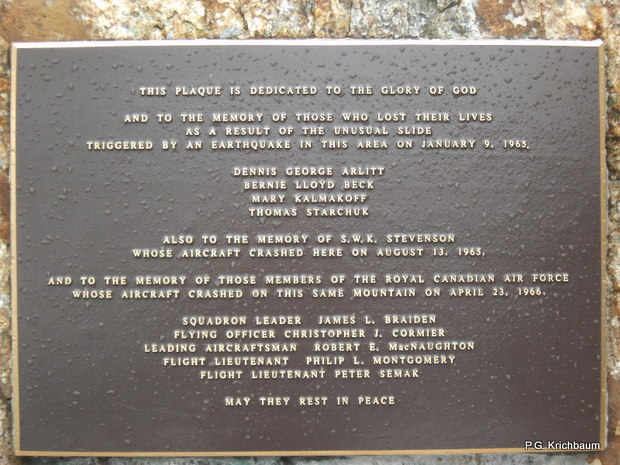 THIS PLAQUE IS DEDICATED TO THE GLORY OF GOD
AND TO THE MEMORY OF THOSE WHO LOST THEIR LIVES
AS A RESULT OF THE UNUSUAL SLIDE
TRIGGERED BY AN EARTHQUAKE IN THIS AREA ON JANUARY 9, 1965.
DENNIS GEORGE ARLITT
BERNIE LLOYD BECK
MARY KALMAKOFF
THOMAS STARCHUK
ALSO TO THE MEMORY OF S.W.K. STEVENSON
WHOSE AIRCRAFT CRASHED HERE ON AUGUST 13, 1965.
AND TO THE MEMORY OF THOSE MEMBERS OF THE ROYAL CANADIAN AIR FORCE
WHOSE AIRCRAFT CRASHED ON THIS SAME MOUNTAIN ON APRIL 23, 1966.
SQUADRON LEADER JAMES L. BRAIDEN
FLYING OFFICER CHRISTOPHER J. CORMIER
LEADING AIRCRAFTSMAN ROBERT E. MacNAUGHTON
FLIGHT LIEUTENANT PHILIP L. MONTGOMERY
FLIGHT LIEUTENANT PETER SEMAK
MAY THEY REST IN PEACE
P.G. Krichbaum